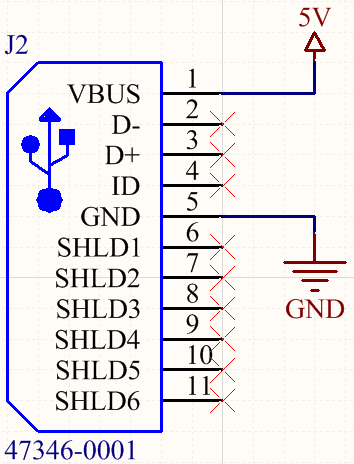 5V
J2
VBUS 1
D- 2
D+ 3
ID 4
GND 5
SHLD1 6
SHLD2 7
SHLD3 8
SHLD4 9
SHLD5 10
SHLD6 11
GND
47346-0001